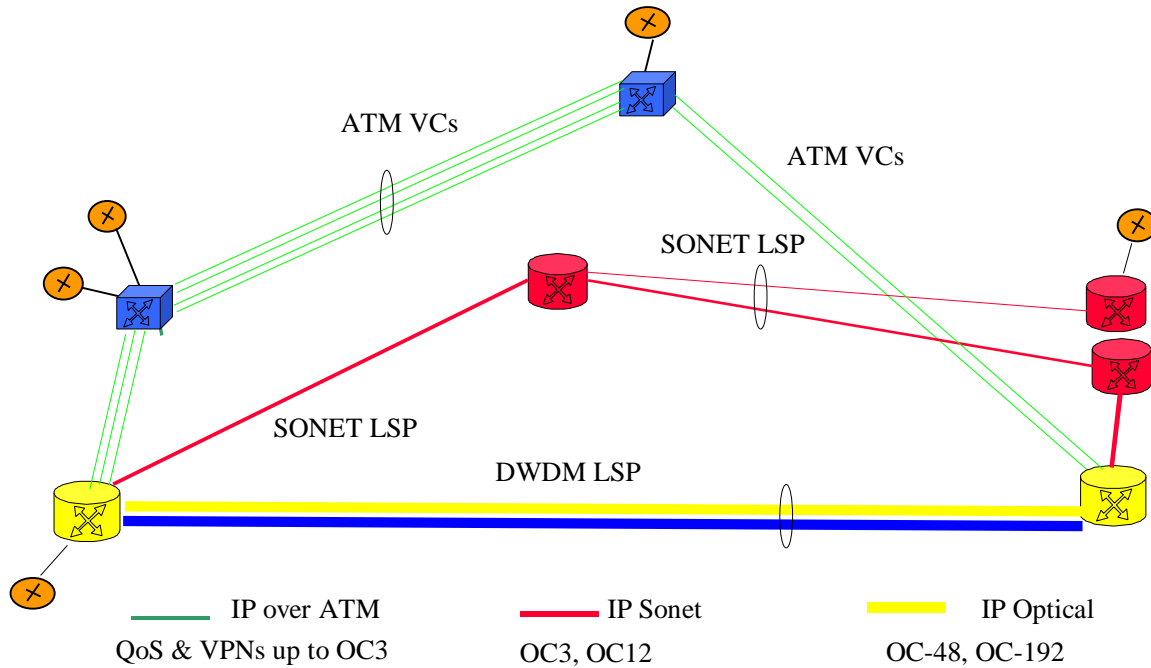 ATM VCs
ATM VCs
SONET LSP
SONET LSP
DWDM LSP
IP over ATM
IP Sonet
IP Optical
QoS & VPNs up to OC3
OC3, OC12
OC-48, OC-192